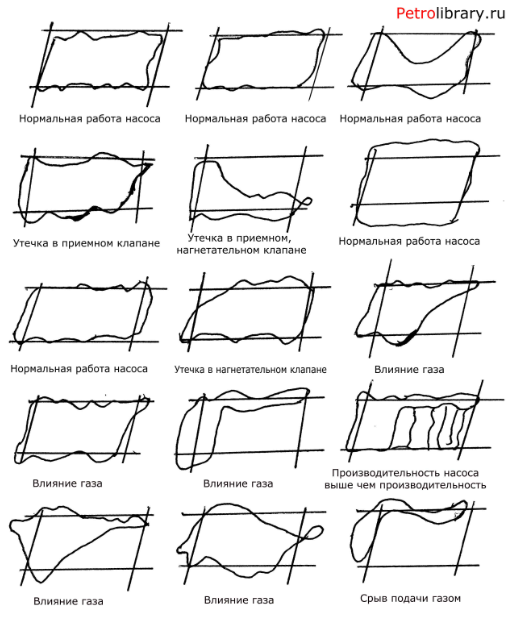 Petrolibrary.ru
Нормальная работа насоса
Нормальная работа насоса
Нормальная работа насоса
Утечка в приемном клапане
Утечка в приемном,
нагнетательном клапане
Нормальная работа насоса
Нормальная работа насоса
Утечка в нагнетательном клапане
Влияние газа
Влияние газа
Влияние газа
Производительность насоса
выше чем производительность
Влияние газа
Влияние газа
Срыв подачи газом